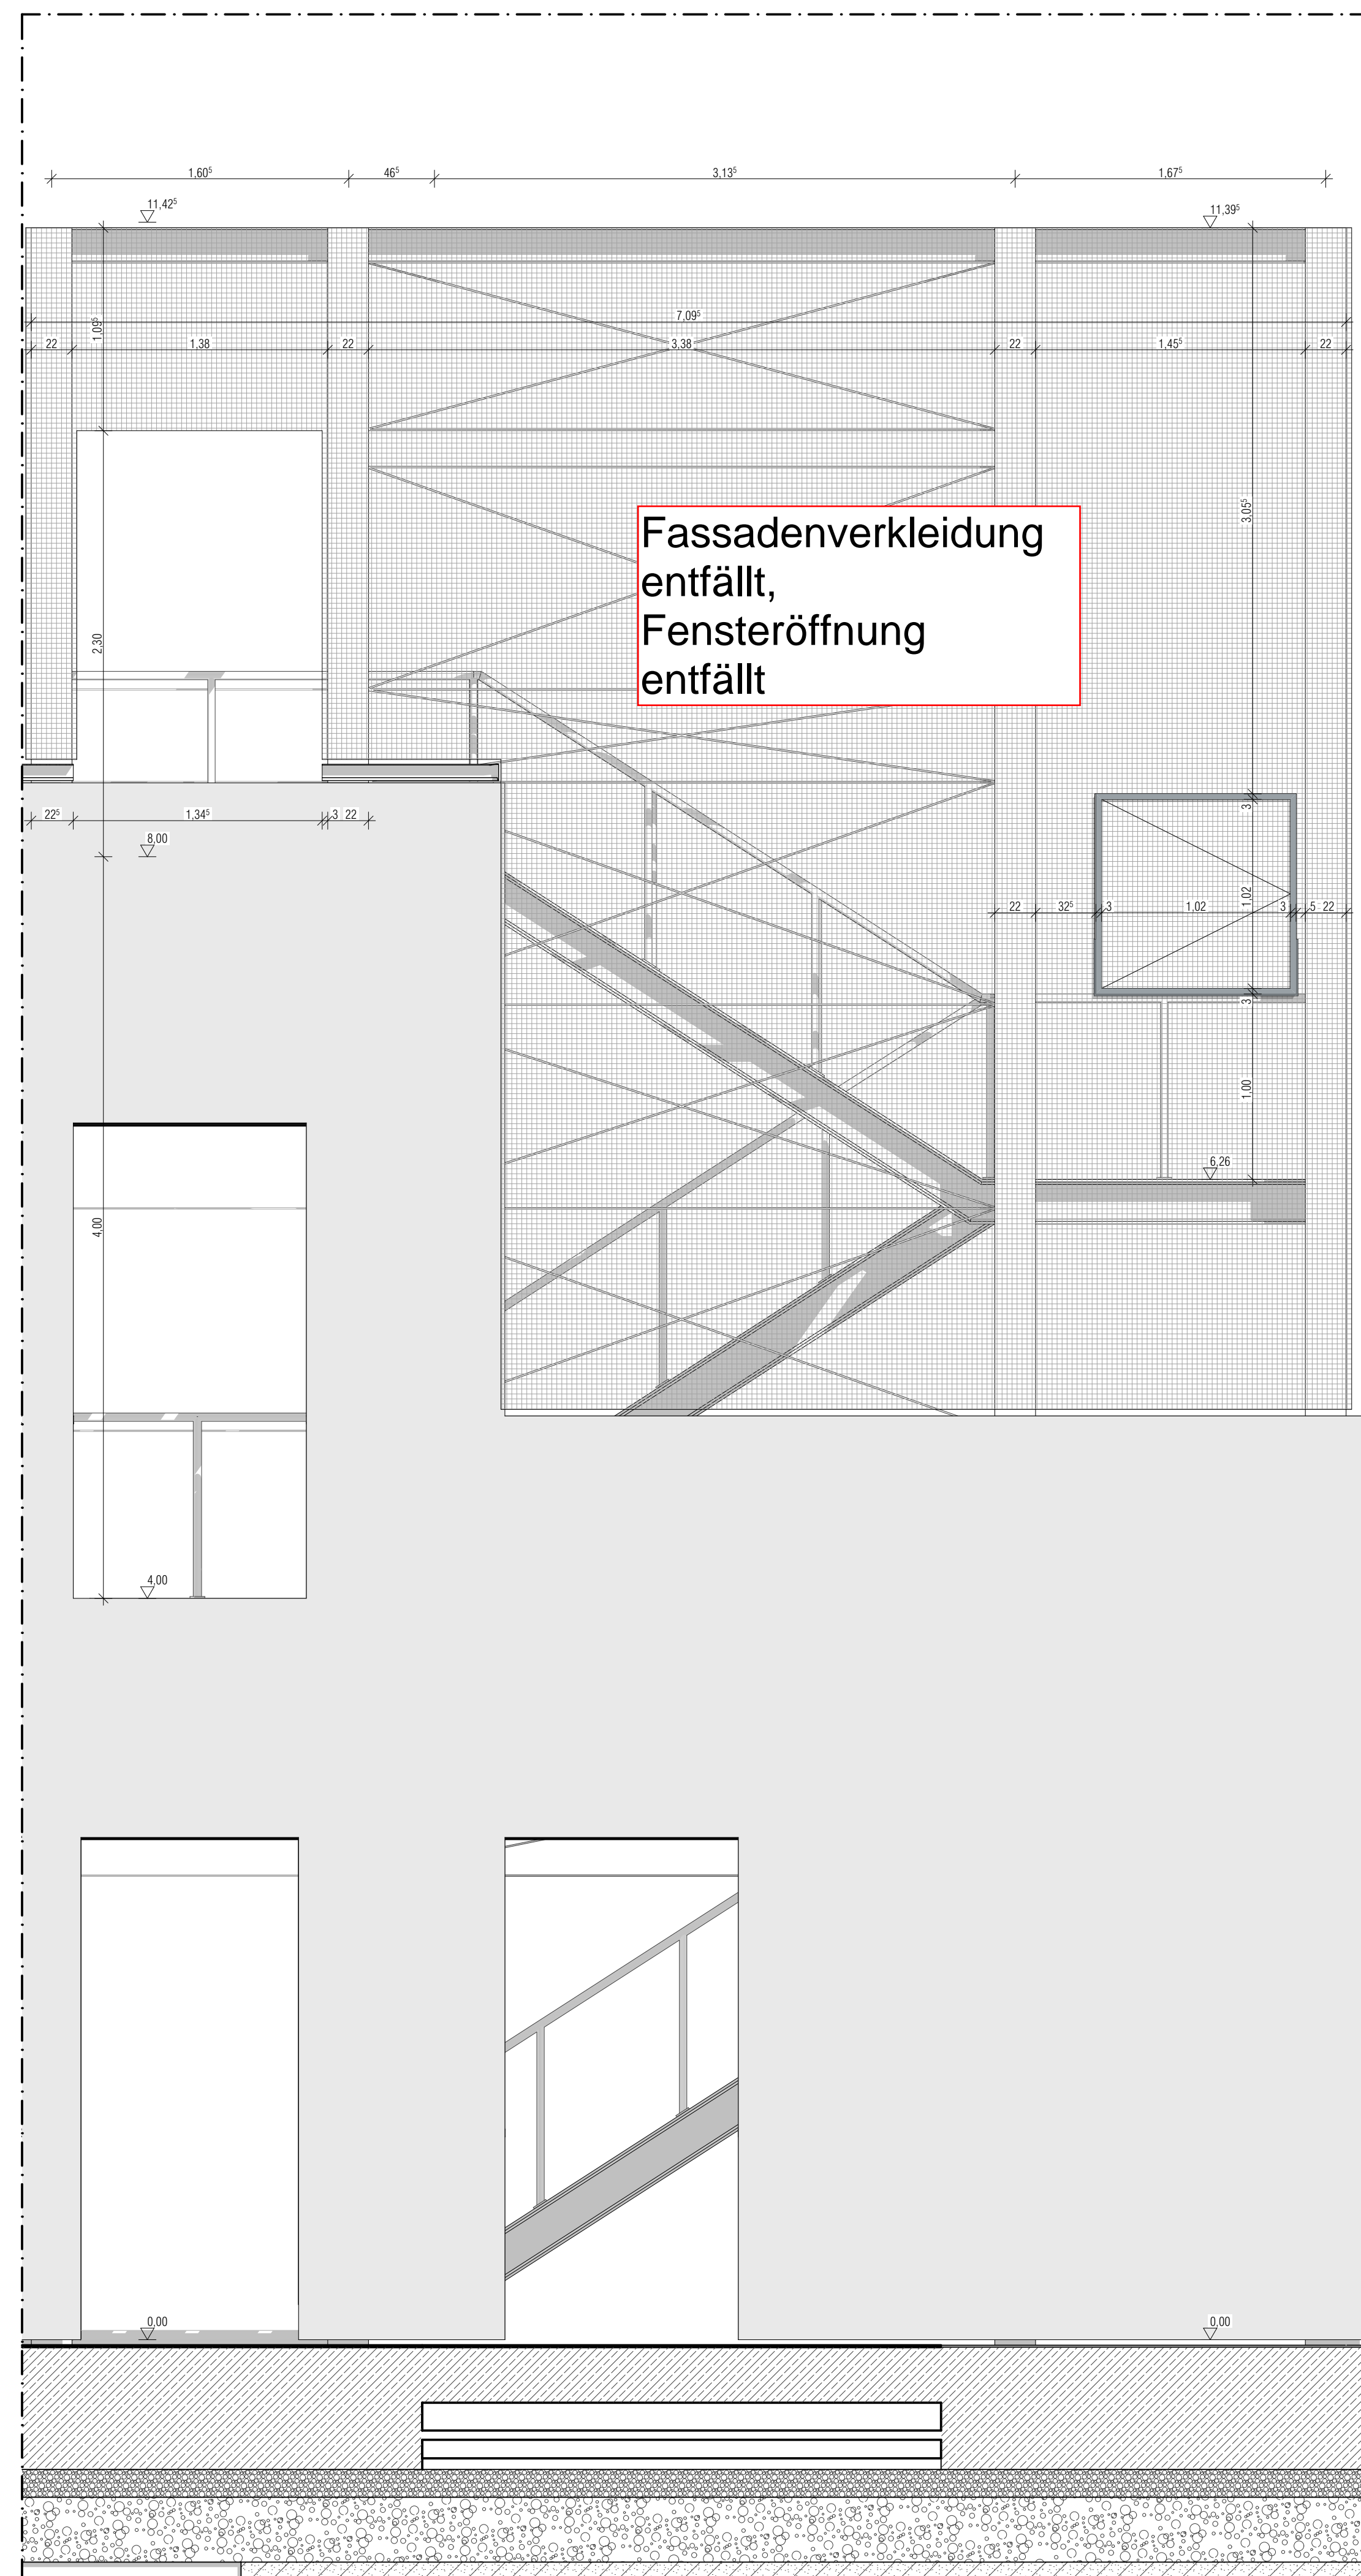 1,60⁵ 46⁵ 3,13⁵ 1,67⁵
11,42⁵ 11,39⁵
7,09⁵
1,09⁵
22 1,38 22 3,38 22 1,45⁵ 22
3,05⁵
Fassadenverkleidung
entfällt,
Fensteröffnung
entfällt
2,30
22⁵ 1,34⁵ 3 22
3
8,00
1,02
22 32⁵ 3 1,02 3 5 22
3
1,00
6,26
4,00
4,00
0,00 0,00